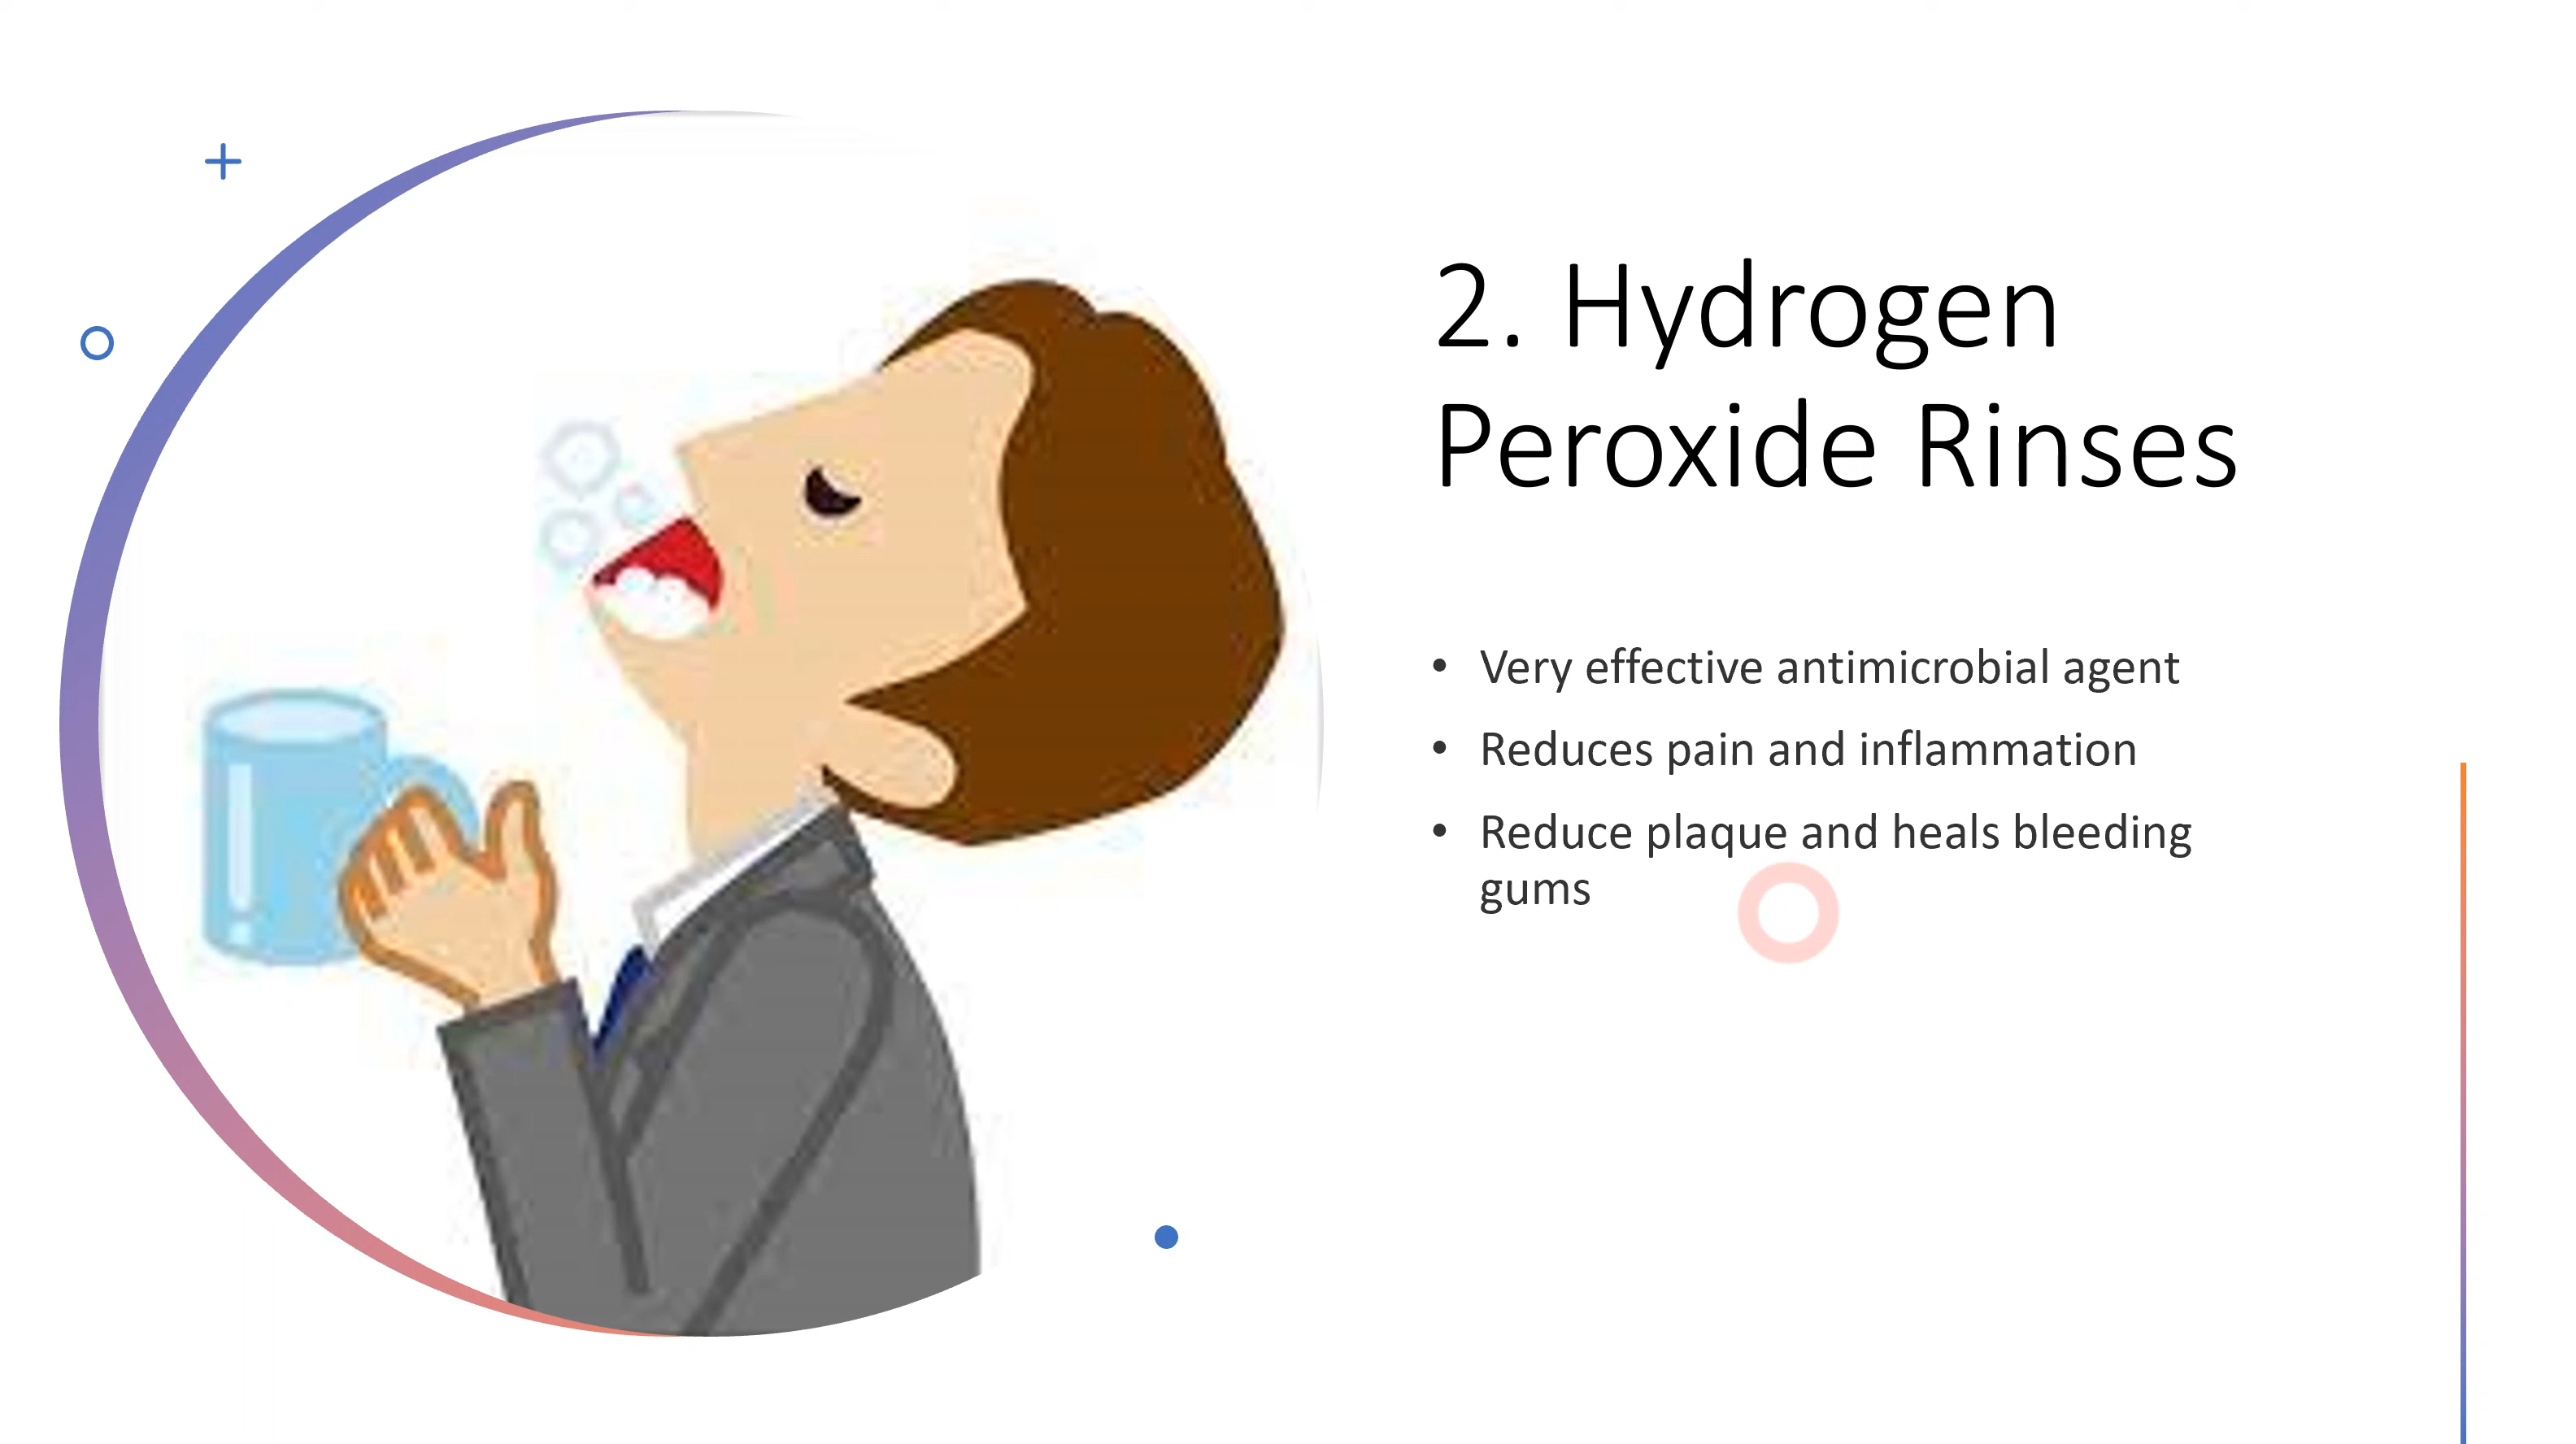 2. Hydrogen
Peroxide Rinses
• Very effective antimicrobial agent
• Reduces pain and inflammation
• Reduce plaque and heals bleeding
gums